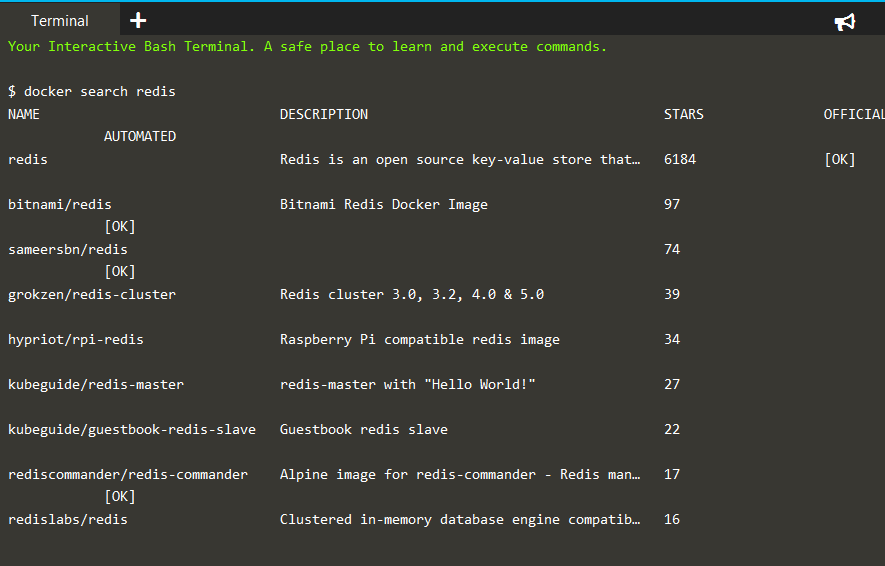 Terminal
Your Interactive Bash Terminal. A safe place to learn and execute commands.
$ docker search redis
NAME DESCRIPTION STARS OFFICIAL
AUTOMATED
redis Redis is an open source key-value store that… 6184 [OK]
bitnami/redis Bitnami Redis Docker Image 97
[OK]
sameersbn/redis 74
[OK]
grokzen/redis-cluster Redis cluster 3.0, 3.2, 4.0 & 5.0 39
hypriot/rpi-redis Raspberry Pi compatible redis image 34
kubeguide/redis-master redis-master with "Hello World!" 27
kubeguide/guestbook-redis-slave Guestbook redis slave 22
rediscommander/redis-commander Alpine image for redis-commander - Redis man… 17
[OK]
redislabs/redis Clustered in-memory database engine compatib… 16